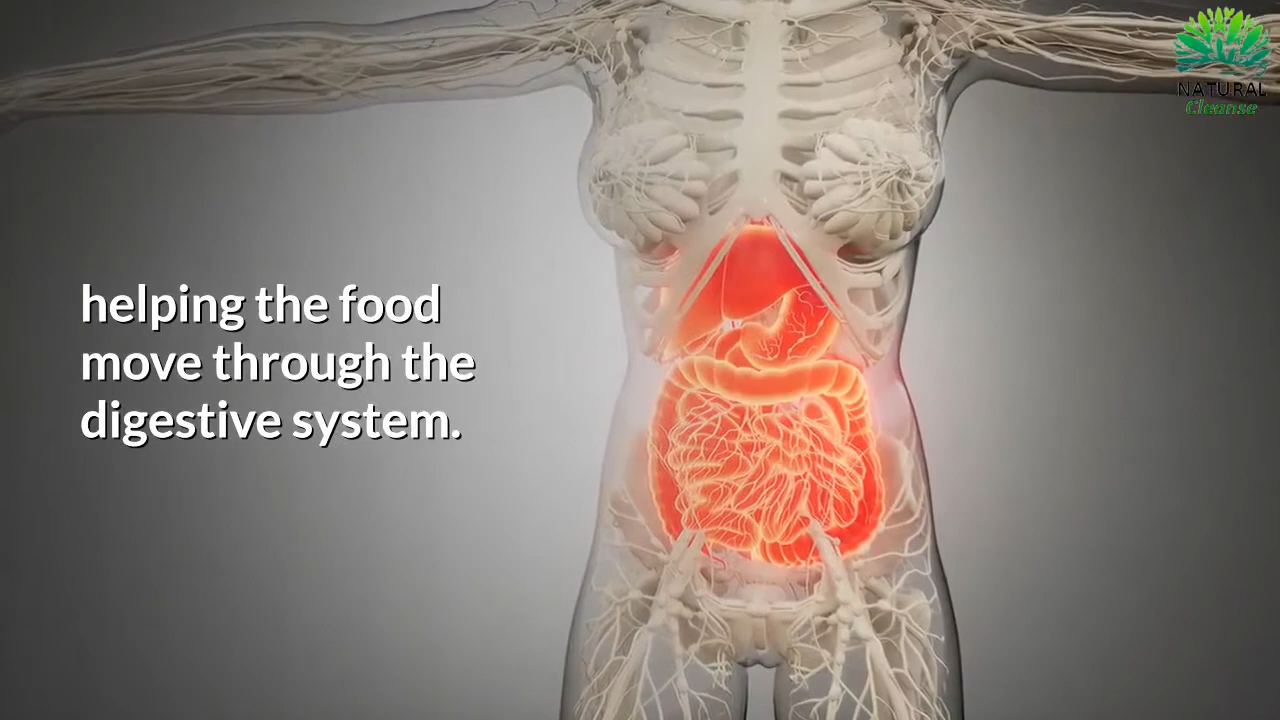 NATURAL
Cleanse
helping the food
move through the
digestive system.